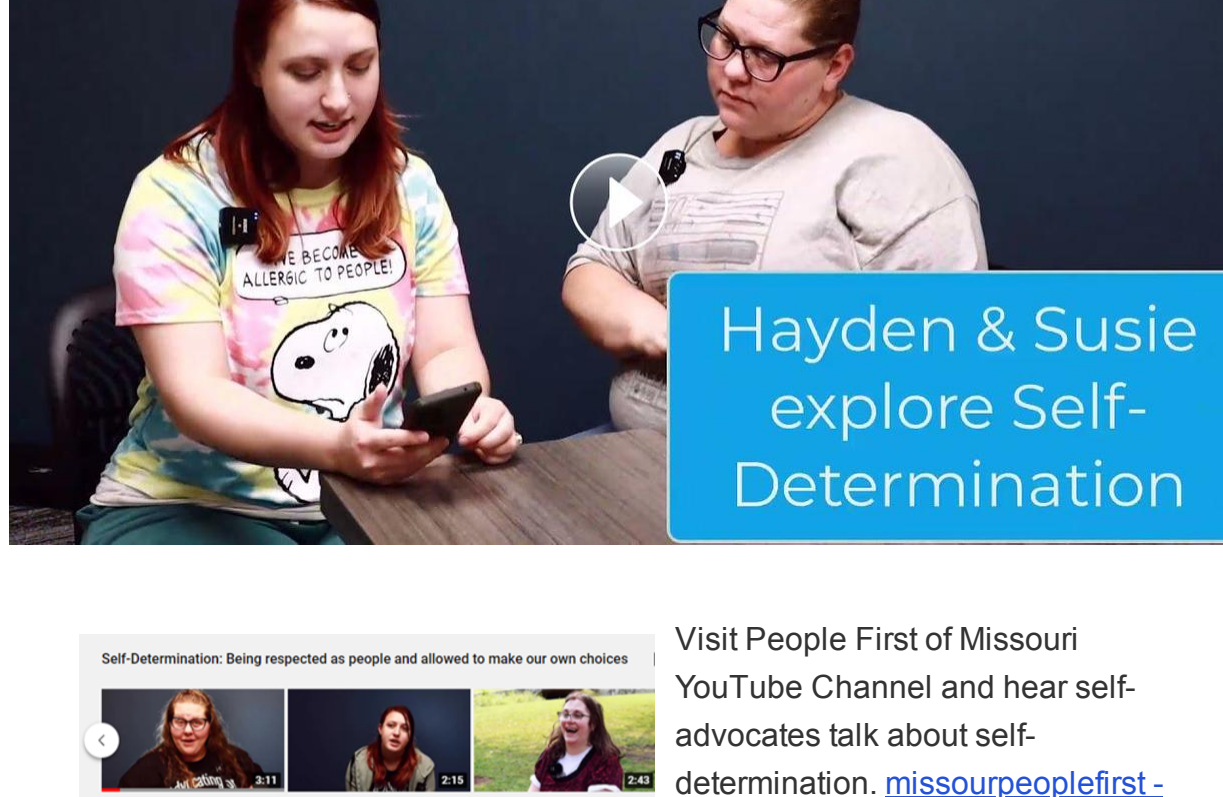 I'VE BECOME
ALLERGIC TO PEOPLE!
Hayden & Susie
explore Self-
Determination
Self-Determination: Being respected as people and allowed to make our own choices
3:11
2:15
2:43
Visit People First of Missouri
YouTube Channel and hear self-
advocates talk about self-
determination. missourpeoplefirst -